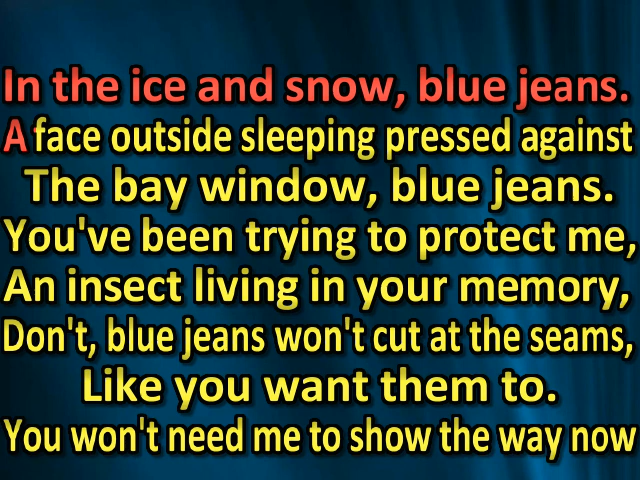 In the ice and snow, blue jeans.
A face outside sleeping pressed against
The bay window, blue jeans.
You've been trying to protect me,
An insect living in your memory,
Don't, blue jeans won't cut at the seams,
Like you want them to.
You won't need me to show the way now